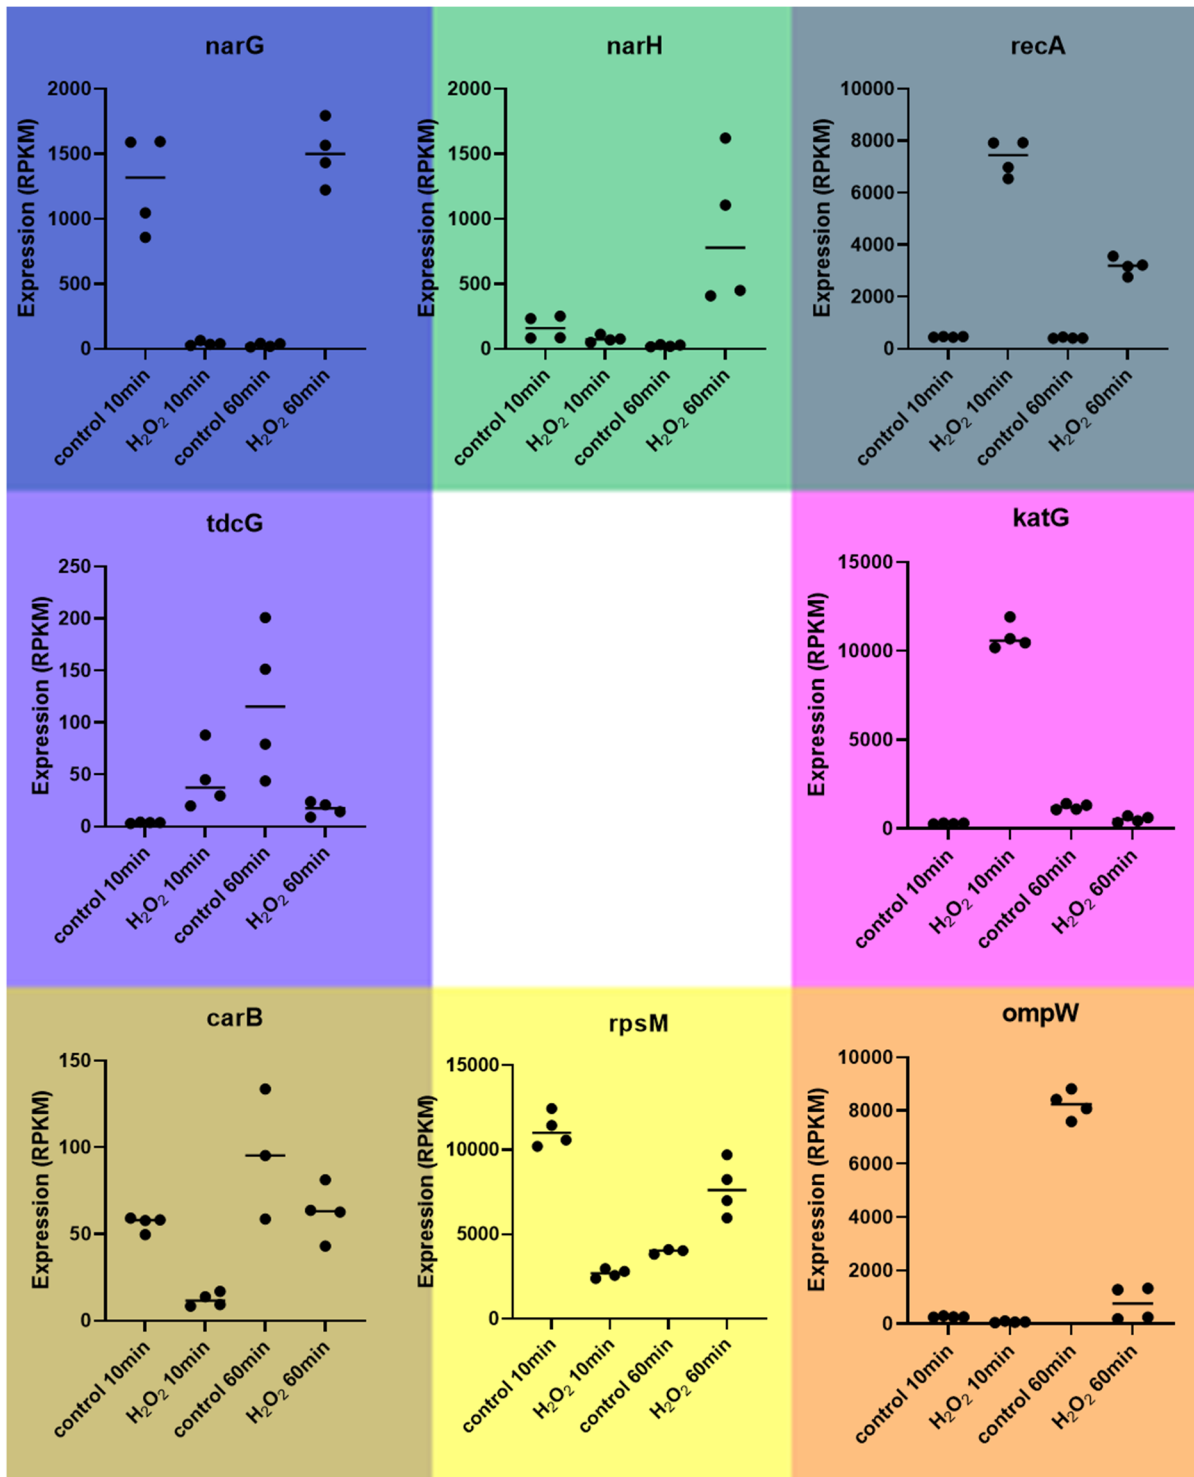 narG
Expression (RPKM)
2000
1500
1000
500
0
control 10min
H₂O₂ 10min
control 60min
H₂O₂ 60min
narH
Expression (RPKM)
2000
1500
1000
500
0
control 10min
H₂O₂ 10min
control 60min
H₂O₂ 60min
recA
Expression (RPKM)
10000
8000
6000
4000
2000
0
control 10min
H₂O₂ 10min
control 60min
H₂O₂ 60min
tdcG
Expression (RPKM)
250
200
150
100
50
0
control 10min
H₂O₂ 10min
control 60min
H₂O₂ 60min
katG
Expression (RPKM)
15000
10000
5000
0
control 10min
H₂O₂ 10min
control 60min
H₂O₂ 60min
carB
Expression (RPKM)
150
100
50
0
control 10min
H₂O₂ 10min
control 60min
H₂O₂ 60min
rpsM
Expression (RPKM)
15000
10000
5000
0
control 10min
H₂O₂ 10min
control 60min
H₂O₂ 60min
ompW
Expression (RPKM)
10000
8000
6000
4000
2000
0
control 10min
H₂O₂ 10min
control 60min
H₂O₂ 60min